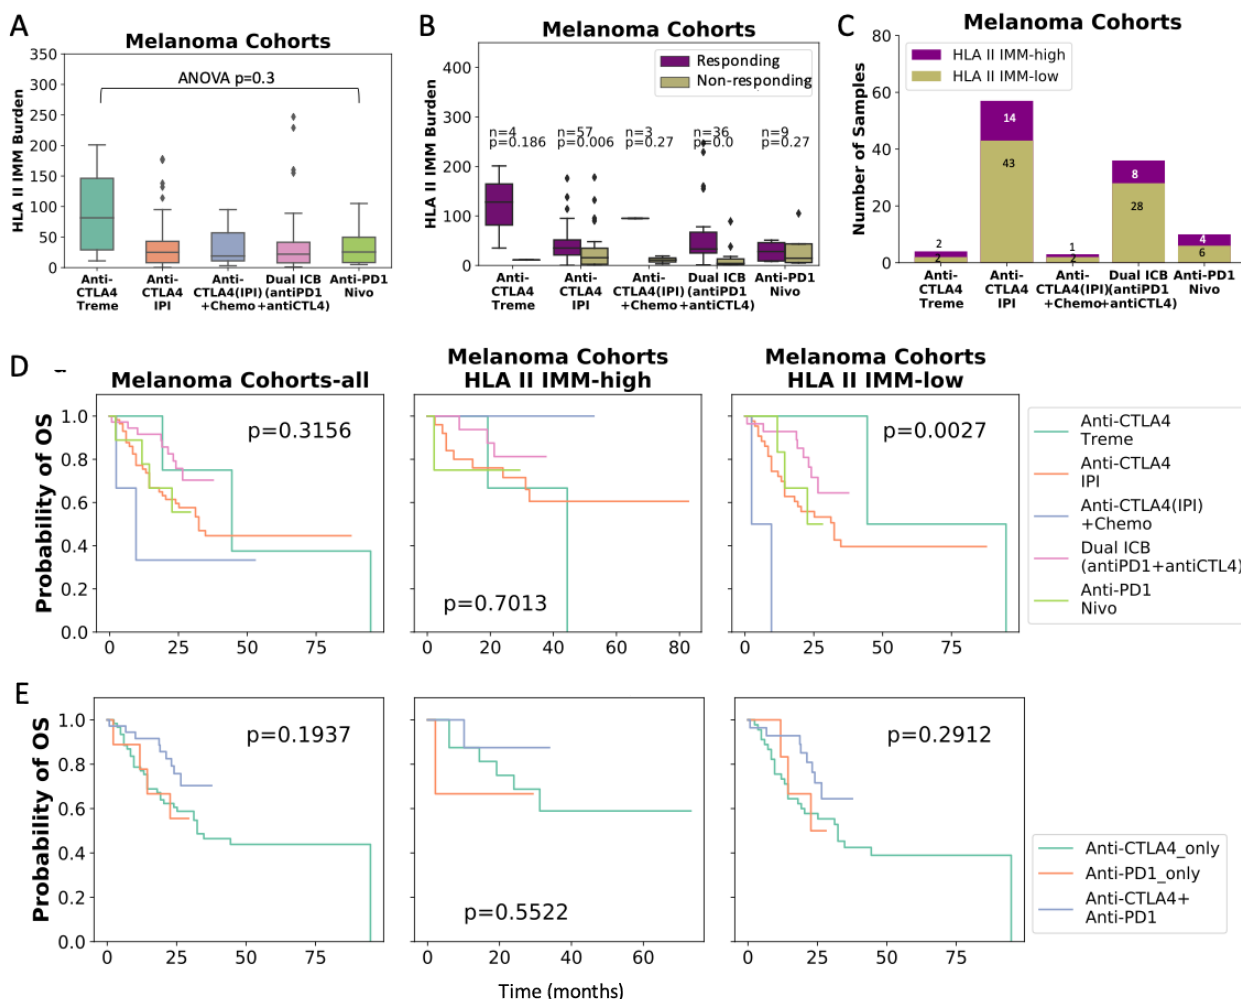 A
Melanoma Cohorts
HLA II IMM Burden
350
300
250
200
150
100
50
0
ANOVA p=0.3
Anti-
CTLA4
Treme
Anti-
CTLA4
IPI
Anti-
CTLA4(IPI)
+Chemo
Dual ICB
(antiPD1
+antiCTL4)
Anti-PD1
Nivo
B
Melanoma Cohorts
HLA II IMM Burden
400
300
200
100
0
Responding
Non-responding
n=4
p=0.186
n=57
p=0.006
n=3
p=0.27
n=36
p=0.0
n=9
p=0.27
Anti-
CTLA4
Treme
Anti-
CTLA4
IPI
Anti-
CTLA4(IPI)
+Chemo
Dual ICB
(antiPD1
+antiCTL4)
Anti-PD1
Nivo
C
Melanoma Cohorts
Number of Samples
80
60
40
20
0
HLA II IMM-high
HLA II IMM-low
2
2
14
43
1
2
8
28
4
6
Anti-
CTLA4
Treme
Anti-
CTLA4
IPI
Anti-
CTLA4(IPI)
+Chemo
Dual ICB
(antiPD1
+antiCTL4)
Anti-PD1
Nivo
D
Melanoma Cohorts-all
Probability of OS
1.0
0.8
0.6
0.4
0.2
0.0
p=0.3156
0 25 50 75
Melanoma Cohorts
HLA II IMM-high
p=0.7013
0 20 40 60 80
Melanoma Cohorts
HLA II IMM-low
p=0.0027
0 25 50 75
Anti-CTLA4
Treme
Anti-CTLA4
IPI
Anti-CTLA4(IPI)
+Chemo
Dual ICB
(antiPD1+antiCTL4)
Anti-PD1
Nivo
E
Probability of OS
1.0
0.8
0.6
0.4
0.2
0.0
p=0.1937
0 25 50 75
p=0.5522
0 20 40 60
p=0.2912
0 25 50 75
Anti-CTLA4_only
Anti-PD1_only
Anti-CTLA4+
Anti-PD1
Time (months)